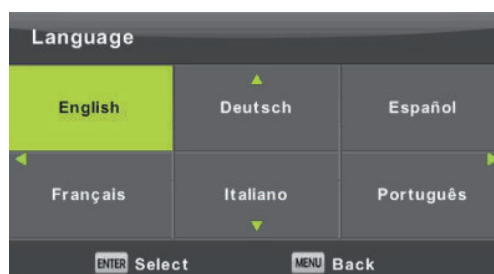 Language
English Deutsch Español
Français Italiano Português
ENTER Select MENU Back